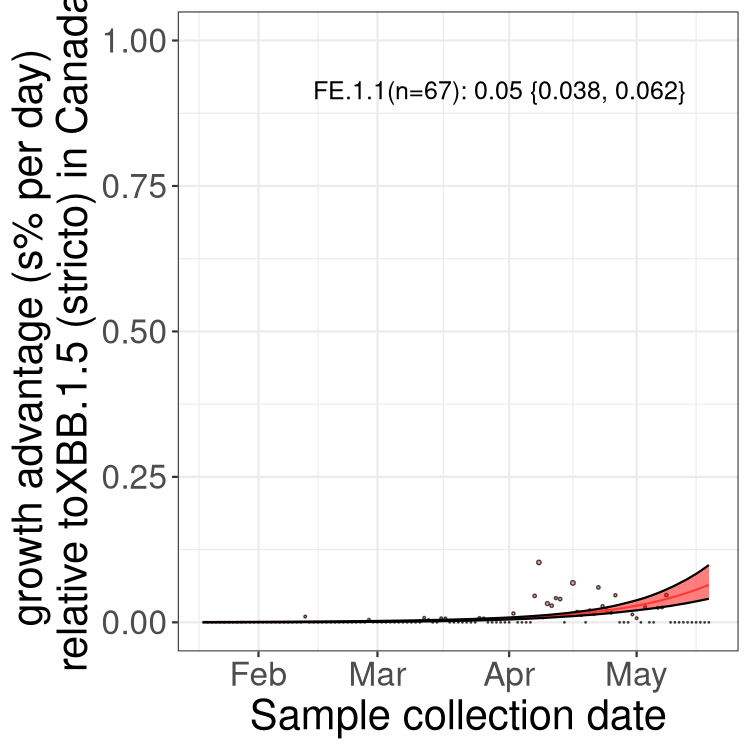 growth advantage (s% per day)
relative toXBB.1.5 (stricto) in Canada
1.00
0.75
0.50
0.25
0.00
FE.1.1(n=67): 0.05 {0.038, 0.062}
Feb Mar Apr May
Sample collection date